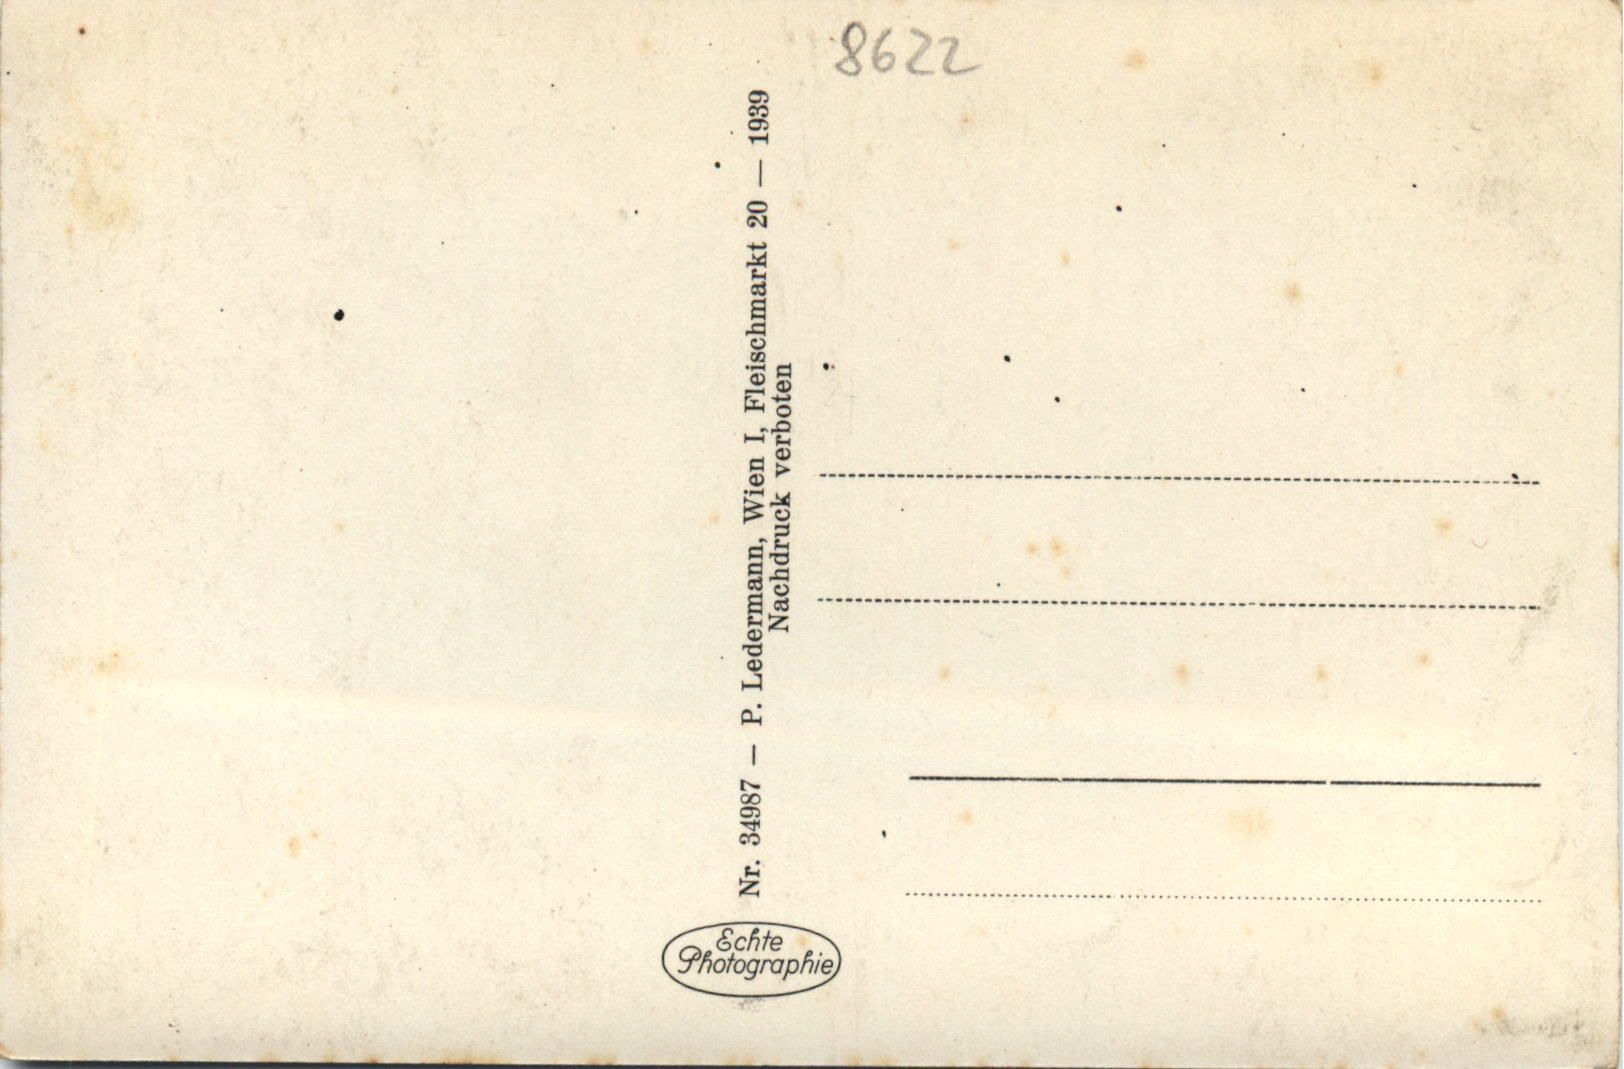 8622
Nr. 34987 — P. Ledermann, Wien I, Fleischmarkt 20 — 1939
Nachdruck verboten
Echte
Photographie